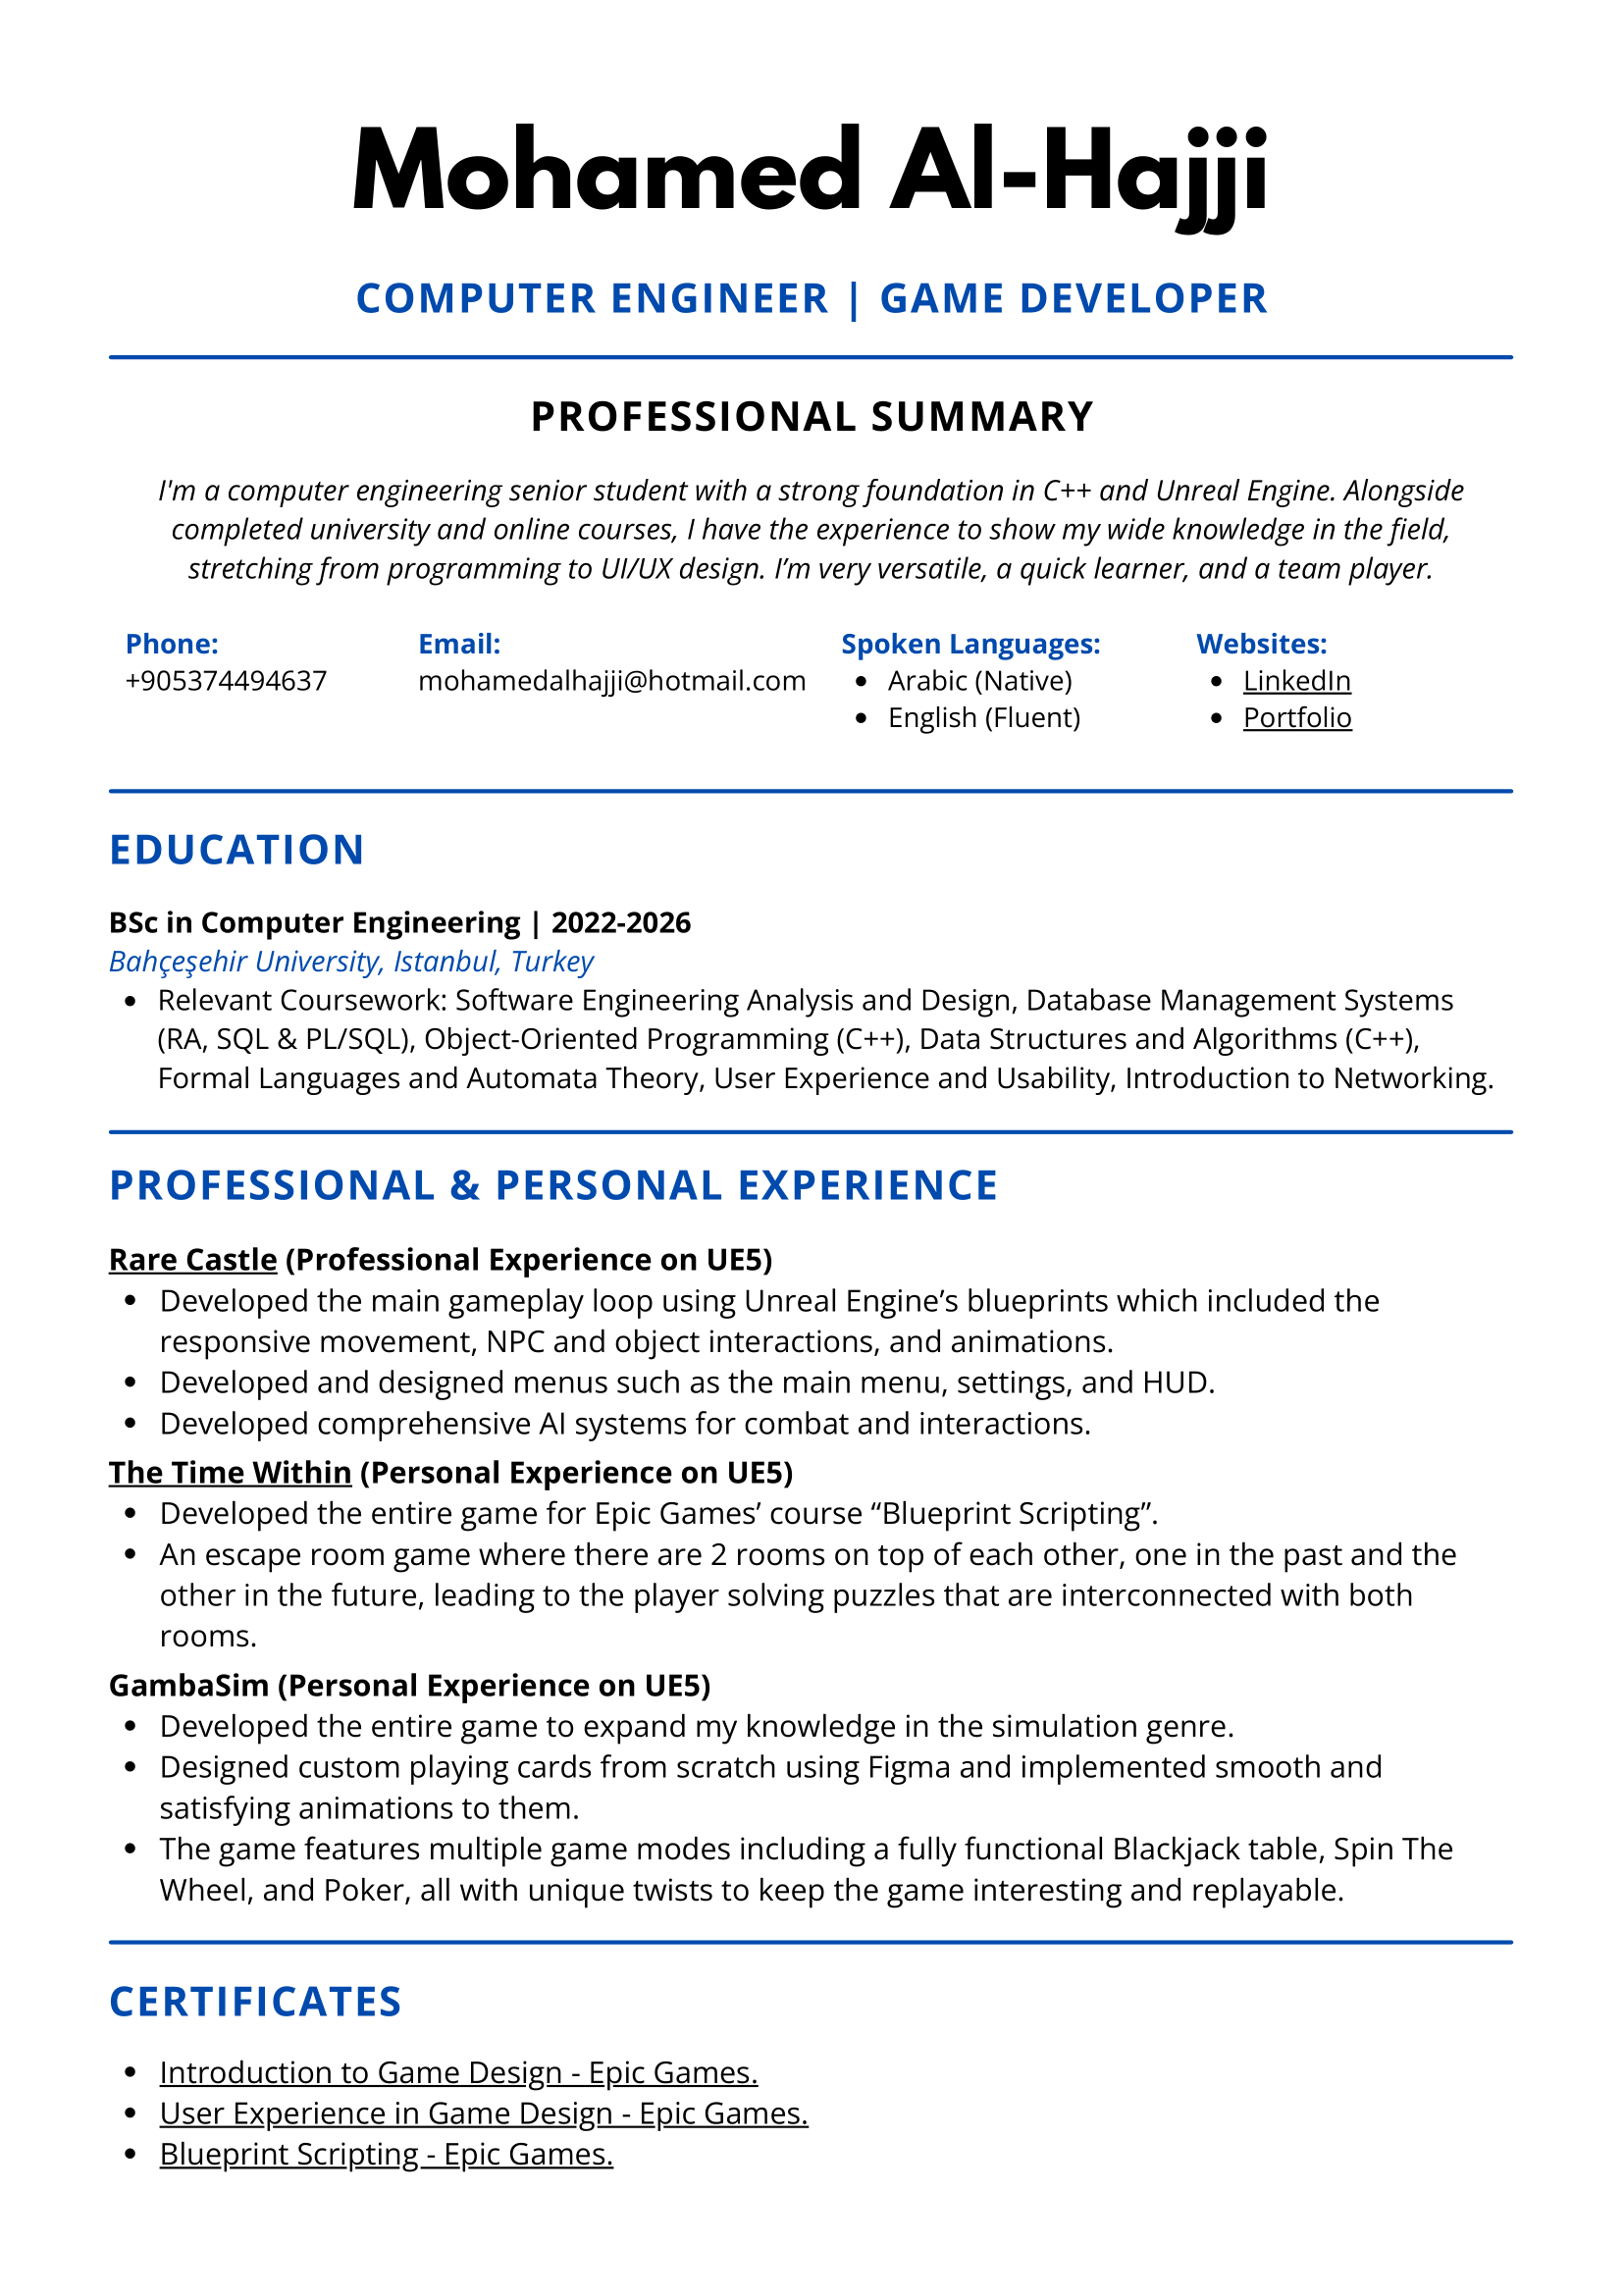 Mohamed Al-Hajji
COMPUTER ENGINEER | GAME DEVELOPER
PROFESSIONAL SUMMARY
I'm a computer engineering senior student with a strong foundation in C++ and Unreal Engine. Alongside
completed university and online courses, I have the experience to show my wide knowledge in the field,
stretching from programming to UI/UX design. I’m very versatile, a quick learner, and a team player.
Phone:
+905374494637
Email:
mohamedalhajji@hotmail.com
Spoken Languages:
• Arabic (Native)
• English (Fluent)
Websites:
• LinkedIn
• Portfolio
EDUCATION
BSc in Computer Engineering | 2022-2026
Bahçeşehir University, Istanbul, Turkey
• Relevant Coursework: Software Engineering Analysis and Design, Database Management Systems
(RA, SQL & PL/SQL), Object-Oriented Programming (C++), Data Structures and Algorithms (C++),
Formal Languages and Automata Theory, User Experience and Usability, Introduction to Networking.
PROFESSIONAL & PERSONAL EXPERIENCE
Rare Castle (Professional Experience on UE5)
• Developed the main gameplay loop using Unreal Engine’s blueprints which included the
responsive movement, NPC and object interactions, and animations.
• Developed and designed menus such as the main menu, settings, and HUD.
• Developed comprehensive AI systems for combat and interactions.
The Time Within (Personal Experience on UE5)
• Developed the entire game for Epic Games’ course “Blueprint Scripting”.
• An escape room game where there are 2 rooms on top of each other, one in the past and the
other in the future, leading to the player solving puzzles that are interconnected with both
rooms.
GambaSim (Personal Experience on UE5)
• Developed the entire game to expand my knowledge in the simulation genre.
• Designed custom playing cards from scratch using Figma and implemented smooth and
satisfying animations to them.
• The game features multiple game modes including a fully functional Blackjack table, Spin The
Wheel, and Poker, all with unique twists to keep the game interesting and replayable.
CERTIFICATES
• Introduction to Game Design - Epic Games.
• User Experience in Game Design - Epic Games.
• Blueprint Scripting - Epic Games.